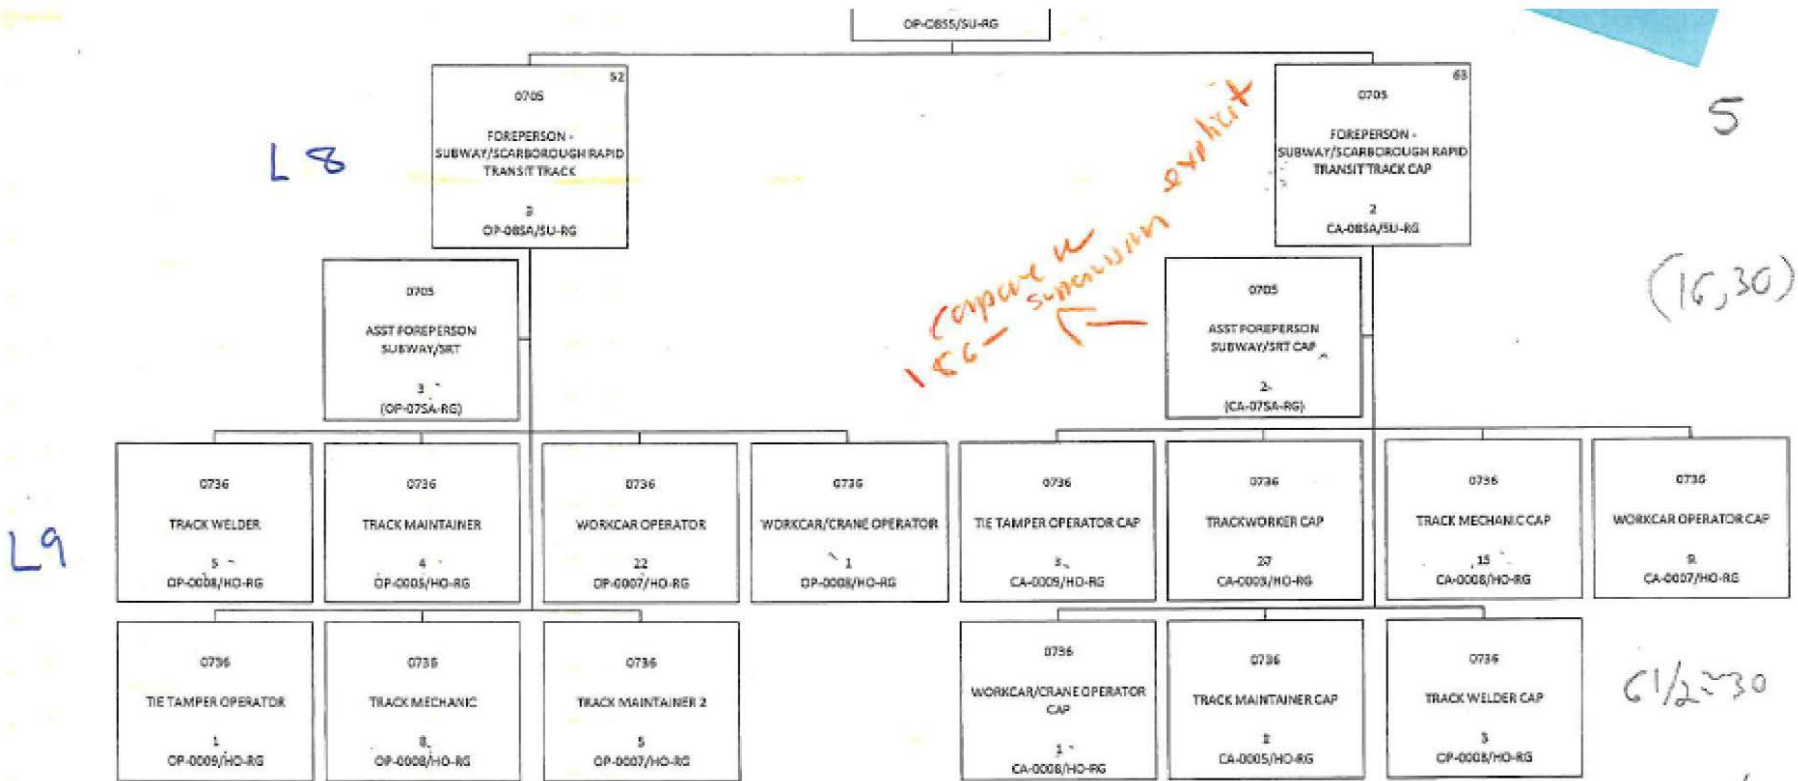 OP-08SS/SU-RG
52
0705
FOREPERSON -
SUBWAY/SCARBOROUGH RAPID
TRANSIT TRACK
3
OP-08SA/SU-RG
63
0705
FOREPERSON -
SUBWAY/SCARBOROUGH RAPID
TRANSIT TRACK CAP
2
CA-08SA/SU-RG
5
L8
explicit
supervision
(16,30)
0705
ASST FOREPERSON
SUBWAY/SRT
3
(OP-07SA-RG)
0705
ASST FOREPERSON
SUBWAY/SRT CAP
2
(CA-07SA-RG)
L9
0736
TRACK WELDER
5
OP-0008/HO-RG
0736
TRACK MAINTAINER
4
OP-0005/HO-RG
0736
WORKCAR OPERATOR
22
OP-0007/HO-RG
0736
WORKCAR/CRANE OPERATOR
1
OP-0008/HO-RG
0736
TIE TAMPER OPERATOR CAP
3
CA-0009/HO-RG
0736
TRACKWORKER CAP
27
CA-0003/HO-RG
0736
TRACK MECHANIC CAP
15
CA-0008/HO-RG
0736
WORKCAR OPERATOR CAP
9
CA-0007/HO-RG
0736
TIE TAMPER OPERATOR
1
OP-0009/HO-RG
0736
TRACK MECHANIC
8
OP-0008/HO-RG
0736
TRACK MAINTAINER 2
5
OP-0007/HO-RG
0736
WORKCAR/CRANE OPERATOR
CAP
1
CA-0008/HO-RG
0736
TRACK MAINTAINER CAP
2
CA-0005/HO-RG
0736
TRACK WELDER CAP
3
OP-0008/HO-RG
61/2~30